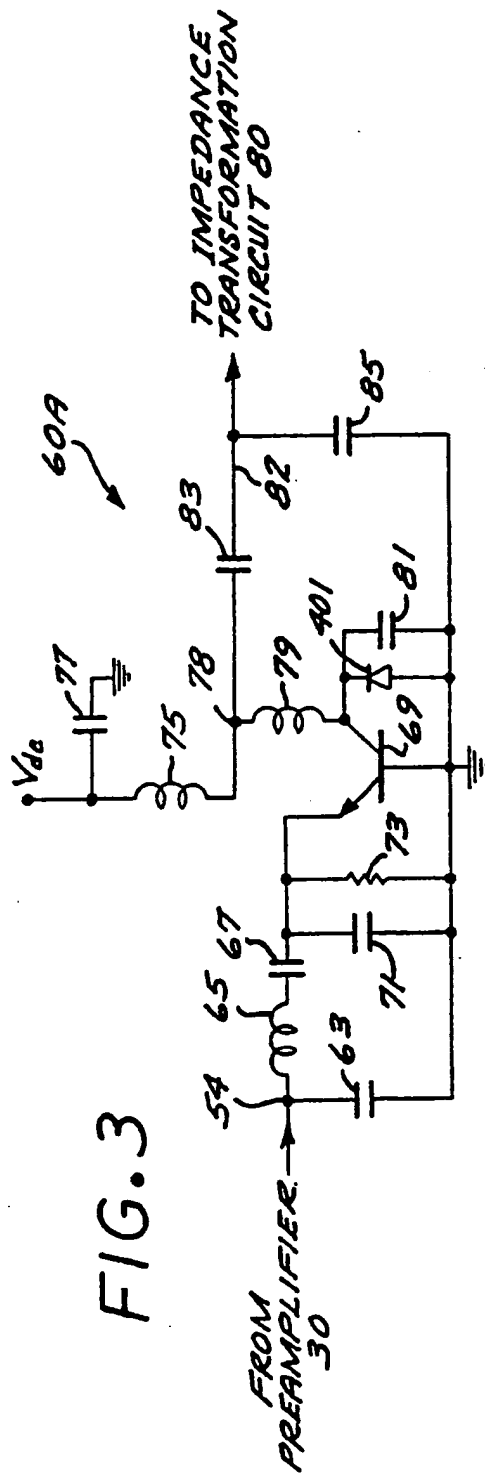 FIG. 3
60A
Vdc
77
75
78
83
82
TO IMPEDANCE
TRANSFORMATION
CIRCUIT 80
79
85
54
65
67
401
81
FROM
PREAMPLIFIER
30
63
71
73
69